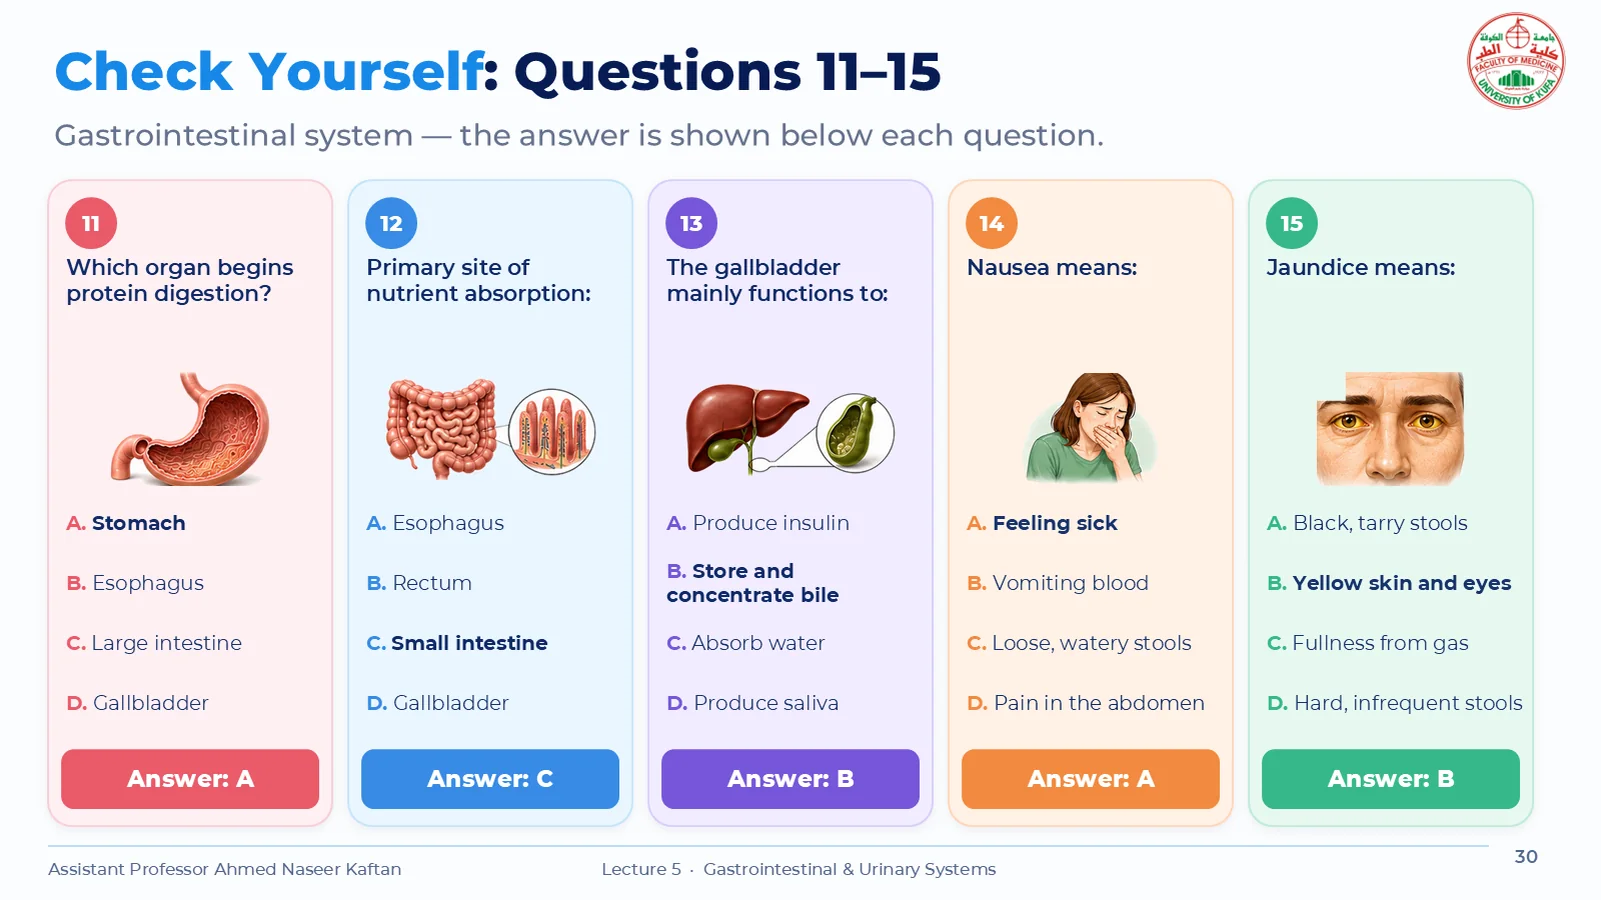 Check Yourself: Questions 11–15
Gastrointestinal system — the answer is shown below each question.
جامعة الكوفة
كلية الطب
FACULTY OF MEDICINE
UNIVERSITY OF KUFA
11
Which organ begins
protein digestion?
A. Stomach
B. Esophagus
C. Large intestine
D. Gallbladder
Answer: A
12
Primary site of
nutrient absorption:
A. Esophagus
B. Rectum
C. Small intestine
D. Gallbladder
Answer: C
13
The gallbladder
mainly functions to:
A. Produce insulin
B. Store and
concentrate bile
C. Absorb water
D. Produce saliva
Answer: B
14
Nausea means:
A. Feeling sick
B. Vomiting blood
C. Loose, watery stools
D. Pain in the abdomen
Answer: A
15
Jaundice means:
A. Black, tarry stools
B. Yellow skin and eyes
C. Fullness from gas
D. Hard, infrequent stools
Answer: B
Assistant Professor Ahmed Naseer Kaftan
Lecture 5 · Gastrointestinal & Urinary Systems
30